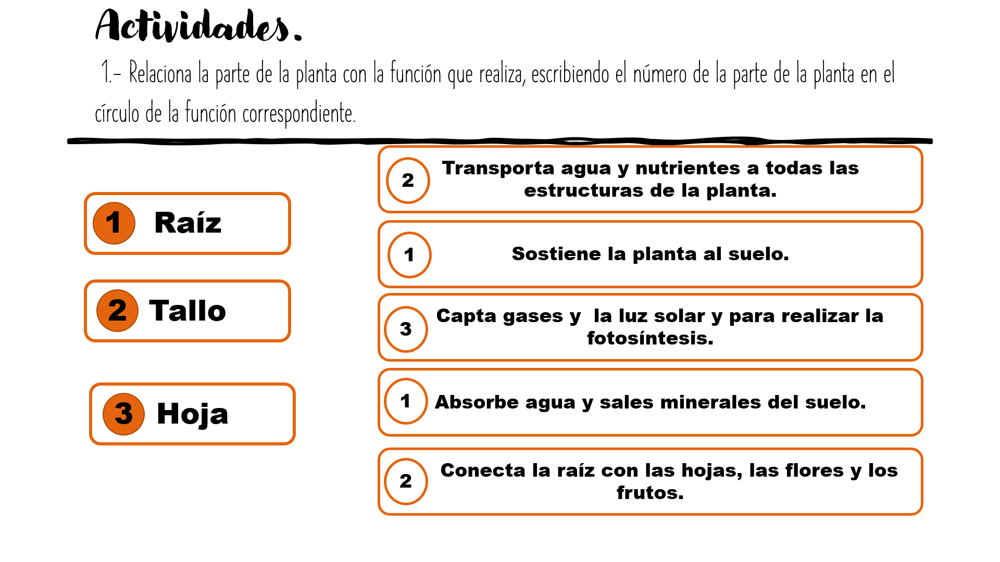 Actividades.
1.- Relaciona la parte de la planta con la función que realiza, escribiendo el número de la parte de la planta en el
círculo de la función correspondiente.
1 Raíz
2 Tallo
3 Hoja
2 Transporta agua y nutrientes a todas las
estructuras de la planta.
1 Sostiene la planta al suelo.
3 Capta gases y  la luz solar y para realizar la
fotosíntesis.
1 Absorbe agua y sales minerales del suelo.
2 Conecta la raíz con las hojas, las flores y los
frutos.